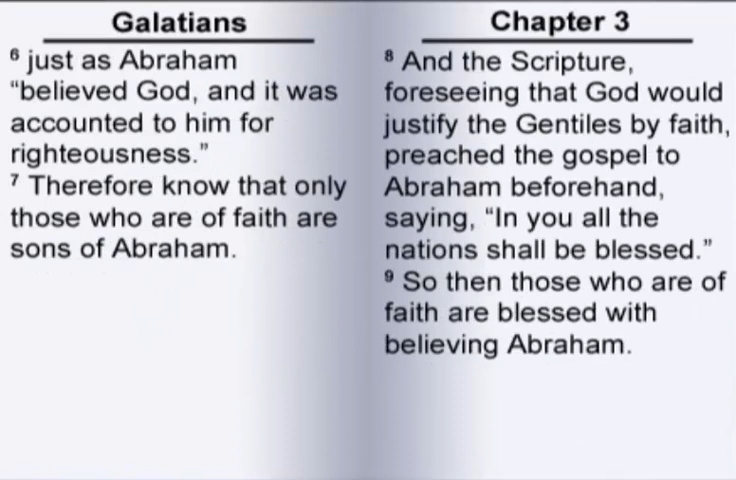 Galatians
⁶ just as Abraham
“believed God, and it was
accounted to him for
righteousness.”
⁷ Therefore know that only
those who are of faith are
sons of Abraham.
Chapter 3
⁸ And the Scripture,
foreseeing that God would
justify the Gentiles by faith,
preached the gospel to
Abraham beforehand,
saying, “In you all the
nations shall be blessed.”
⁹ So then those who are of
faith are blessed with
believing Abraham.